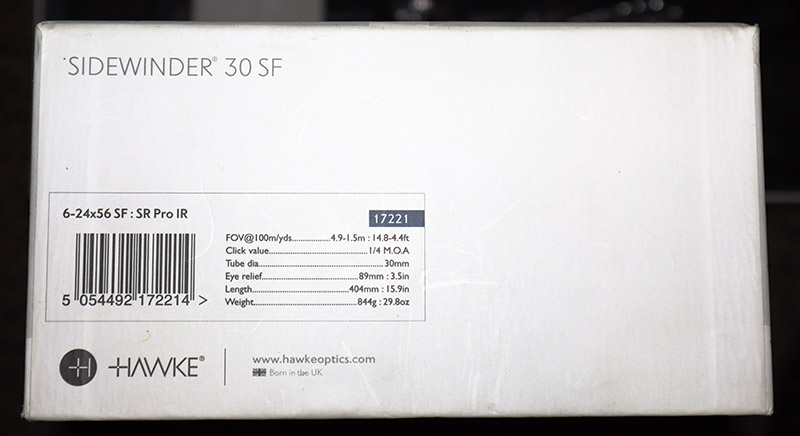 SIDEWINDER® 30 SF
6-24x56 SF : SR Pro IR
17221
FOV@100m/yds................4.9-1.5m : 14.8-4.4ft
Click value..............................1/4 M.O.A
Tube dia......................................30mm
Eye relief..............................89mm : 3.5in
Length................................404mm : 15.9in
Weight.................................844g : 29.8oz
5 054492 172214 >
HAWKE®
www.hawkeoptics.com
Born in the UK